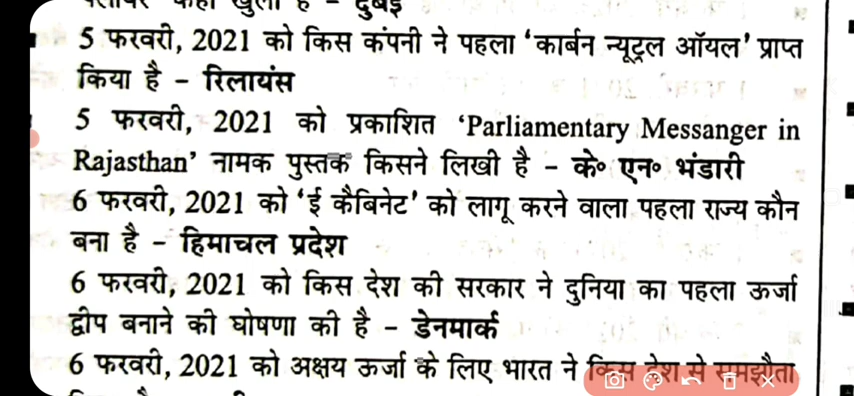 खुला है – दुबई
5 फरवरी, 2021 को किस कंपनी ने पहला ‘कार्बन न्यूट्रल ऑयल’ प्राप्त
किया है – रिलायंस
5 फरवरी, 2021 को प्रकाशित ‘Parliamentary Messanger in
Rajasthan’ नामक पुस्तक किसने लिखी है – के॰ एन॰ भंडारी
6 फरवरी, 2021 को ‘ई कैबिनेट’ को लागू करने वाला पहला राज्य कौन
बना है – हिमाचल प्रदेश
6 फरवरी, 2021 को किस देश की सरकार ने दुनिया का पहला ऊर्जा
द्वीप बनाने की घोषणा की है – डेनमार्क
6 फरवरी, 2021 को अक्षय ऊर्जा के लिए भारत ने किस देश से समझौता